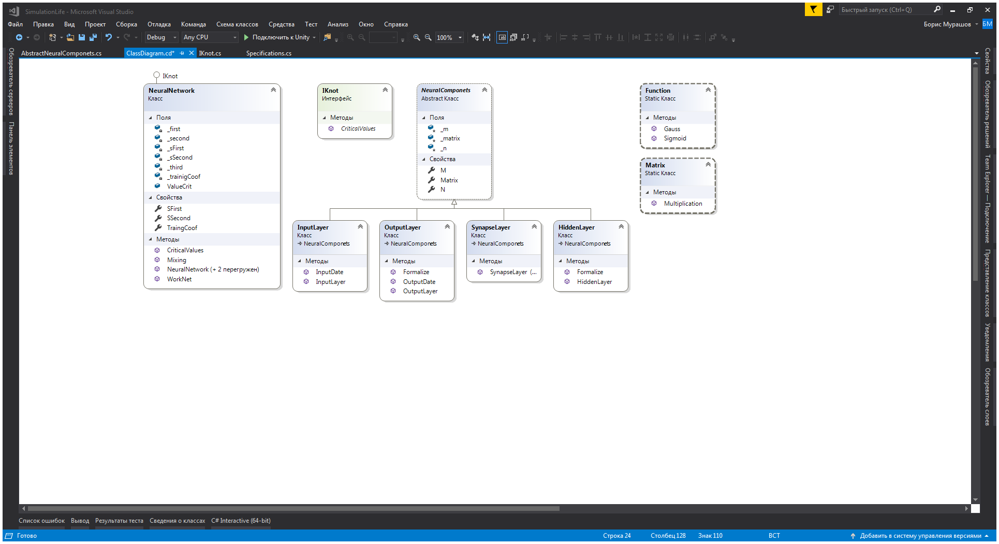 SimulationLife - Microsoft Visual Studio
Быстрый запуск (Ctrl+Q)
Файл Правка Вид Проект Сборка Отладка Команда Схема классов Средства Тест Анализ Окно Справка
Борис Мурашов БМ
Debug Any CPU Подключить к Unity 100%
AbstractNeuralComponets.cs ClassDiagram.cd* IKnot.cs Specifications.cs
Обозреватель серверов
Панель элементов
IKnot
NeuralNetwork
Класс
Поля
_first
_second
_sFirst
_sSecond
_third
_trainigCoof
ValueCrit
Свойства
SFirst
SSecond
TraingCoof
Методы
CriticalValues
Mixing
NeuralNetwork (+ 2 перегружен)
WorkNet
IKnot
Интерфейс
Методы
CriticalValues
NeuralComponets
Abstract Класс
Поля
_m
_matrix
_n
Свойства
M
Matrix
N
InputLayer
Класс
NeuralComponets
Методы
InputDate
InputLayer
OutputLayer
Класс
NeuralComponets
Методы
Formalize
OutputDate
OutputLayer
SynapseLayer
Класс
NeuralComponets
Методы
SynapseLayer (...
HiddenLayer
Класс
NeuralComponets
Методы
Formalize
HiddenLayer
Function
Static Класс
Методы
Gauss
Sigmoid
Matrix
Static Класс
Методы
Multiplication
Свойства
Обозреватель решений
Team Explorer — Подключение
Представление классов
Уведомления
Обозреватель слоев
Список ошибок Вывод Результаты теста Сведения о классах C# Interactive (64-bit)
Готово Строка 24 Столбец 128 Знак 110 ВСТ Добавить в систему управления версиями